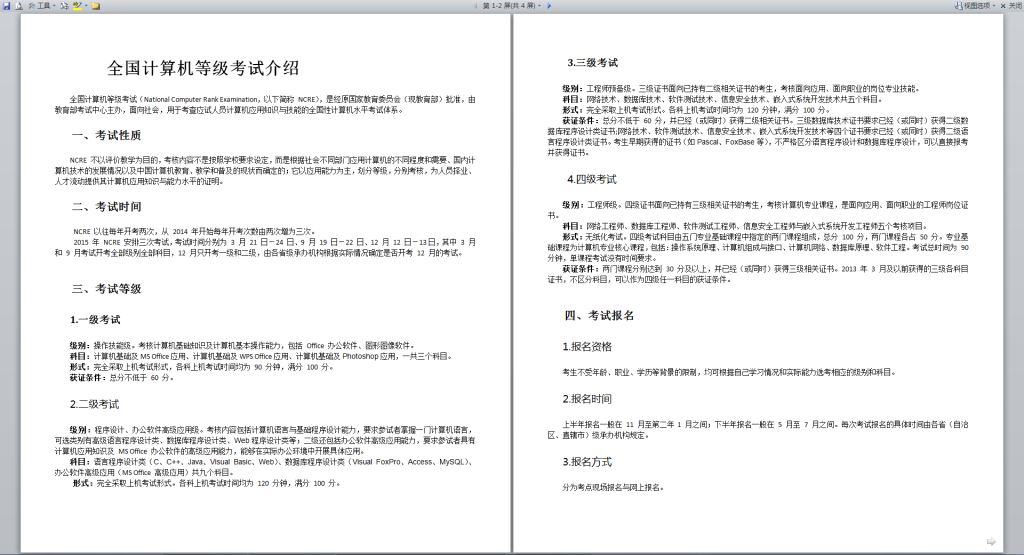 工具
第 1-2 屏(共 4 屏)
视图选项
关闭
全国计算机等级考试介绍
全国计算机等级考试（National Computer Rank Examination，以下简称 NCRE），是经原国家教育委员会（现教育部）批准，由
教育部考试中心主办，面向社会，用于考查应试人员计算机应用知识与技能的全国性计算机水平考试体系。
一、考试性质
NCRE 不以评价教学为目的，考核内容不是按照学校要求设定，而是根据社会不同部门应用计算机的不同程度和需要、国内计
算机技术的发展情况以及中国计算机教育、教学和普及的现状而确定的；它以应用能力为主，划分等级，分别考核，为人员择业、
人才流动提供其计算机应用知识与能力水平的证明。
二、考试时间
NCRE 以往每年开考两次，从 2014 年开始每年开考次数由两次增为三次。
2015 年 NCRE 安排三次考试，考试时间分别为 3 月 21 日－24 日、9 月 19 日－22 日、12 月 12 日－13日，其中 3 月
和 9 月考试开考全部级别全部科目，12 月只开考一级和二级，由各省级承办机构根据实际情况确定是否开考 12 月的考试。
三、考试等级
1.一级考试
级别：操作技能级。考核计算机基础知识及计算机基本操作能力，包括 Office 办公软件、图形图像软件。
科目：计算机基础及 MS Office 应用、计算机基础及 WPS Office 应用、计算机基础及 Photoshop 应用，一共三个科目。
形式：完全采取上机考试形式，各科上机考试时间均为 90 分钟，满分 100 分。
获证条件：总分不低于 60 分。
2.二级考试
级别：程序设计、办公软件高级应用级。考核内容包括计算机语言与基础程序设计能力，要求参试者掌握一门计算机语言，
可选类别有高级语言程序设计类、数据库程序设计类、Web 程序设计类等；二级还包括办公软件高级应用能力，要求参试者具有
计算机应用知识及 MS Office 办公软件的高级应用能力，能够在实际办公环境中开展具体应用。
科目：语言程序设计类（C、C++、Java、Visual Basic、Web）、数据库程序设计类（Visual FoxPro、Access、MySQL）、
办公软件高级应用（MS Office 高级应用）共九个科目。
形式：完全采取上机考试形式。各科上机考试时间均为 120 分钟，满分 100 分。
3.三级考试
级别：工程师预备级。三级证书面向已持有二级相关证书的考生，考核面向应用、面向职业的岗位专业技能。
科目：网络技术、数据库技术、软件测试技术、信息安全技术、嵌入式系统开发技术共五个科目。
形式：完全采取上机考试形式。各科上机考试时间均为 120 分钟，满分 100 分。
获证条件：总分不低于 60 分，并已经（或同时）获得二级相关证书。三级数据库技术证书要求已经（或同时）获得二级数
据库程序设计类证书；网络技术、软件测试技术、信息安全技术、嵌入式系统开发技术等四个证书要求已经（或同时）获得二级语
言程序设计类证书。考生早期获得的证书（如 Pascal、FoxBase 等），不严格区分语言程序设计和数据库程序设计，可以直接报考
并获得证书。
4.四级考试
级别：工程师级。四级证书面向已持有三级相关证书的考生，考核计算机专业课程，是面向应用、面向职业的工程师岗位证
书。
科目：网络工程师、数据库工程师、软件测试工程师、信息安全工程师与嵌入式系统开发工程师五个考核项目。
形式：无纸化考试。四级考试科目由五门专业基础课程中指定的两门课程组成，总分 100 分，两门课程各占 50 分。专业基
础课程为计算机专业核心课程，包括：操作系统原理、计算机组成与接口、计算机网络、数据库原理、软件工程。考试总时间为 90
分钟，单课程考试没有时间要求。
获证条件：两门课程分别达到 30 分及以上，并已经（或同时）获得三级相关证书。2013 年 3 月及以前获得的三级各科目
证书，不区分科目，可以作为四级任一科目的获证条件。
四、考试报名
1.报名资格
考生不受年龄、职业、学历等背景的限制，均可根据自己学习情况和实际能力选考相应的级别和科目。
2.报名时间
上半年报名一般在 11 月至第二年 1 月之间；下半年报名一般在 5 月至 7 月之间。每次考试报名的具体时间由各省（自治
区、直辖市）级承办机构规定。
3.报名方式
分为考点现场报名与网上报名。